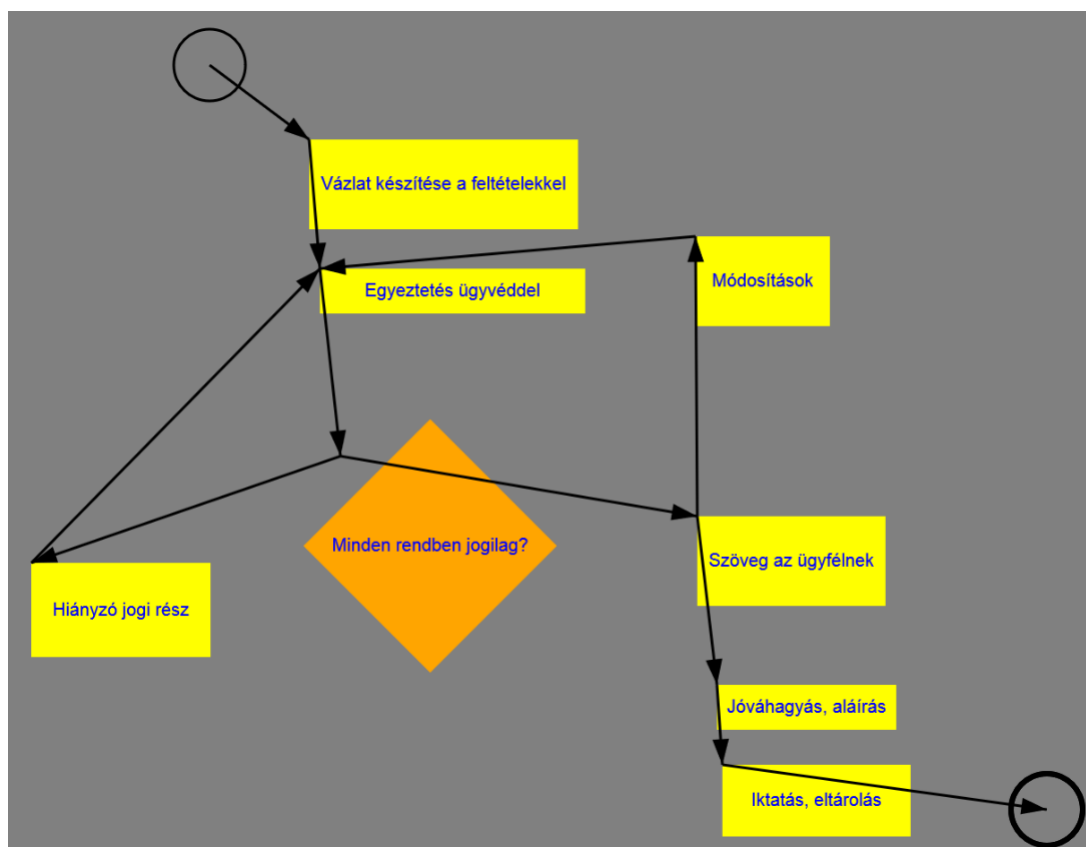 Vázlat készítése a feltételekkel
Egyeztetés ügyvéddel
Módosítások
Minden rendben jogilag?
Szöveg az ügyfélnek
Hiányzó jogi rész
Jóváhagyás, aláírás
Iktatás, eltárolás